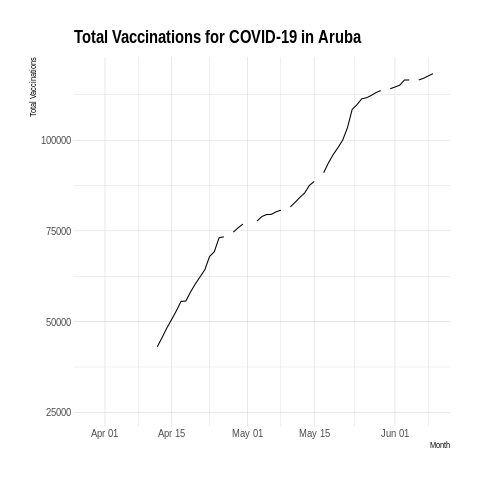 Total Vaccinations for COVID-19 in Aruba
Total Vaccinations
100000
75000
50000
25000
Apr 01 Apr 15 May 01 May 15 Jun 01
Month